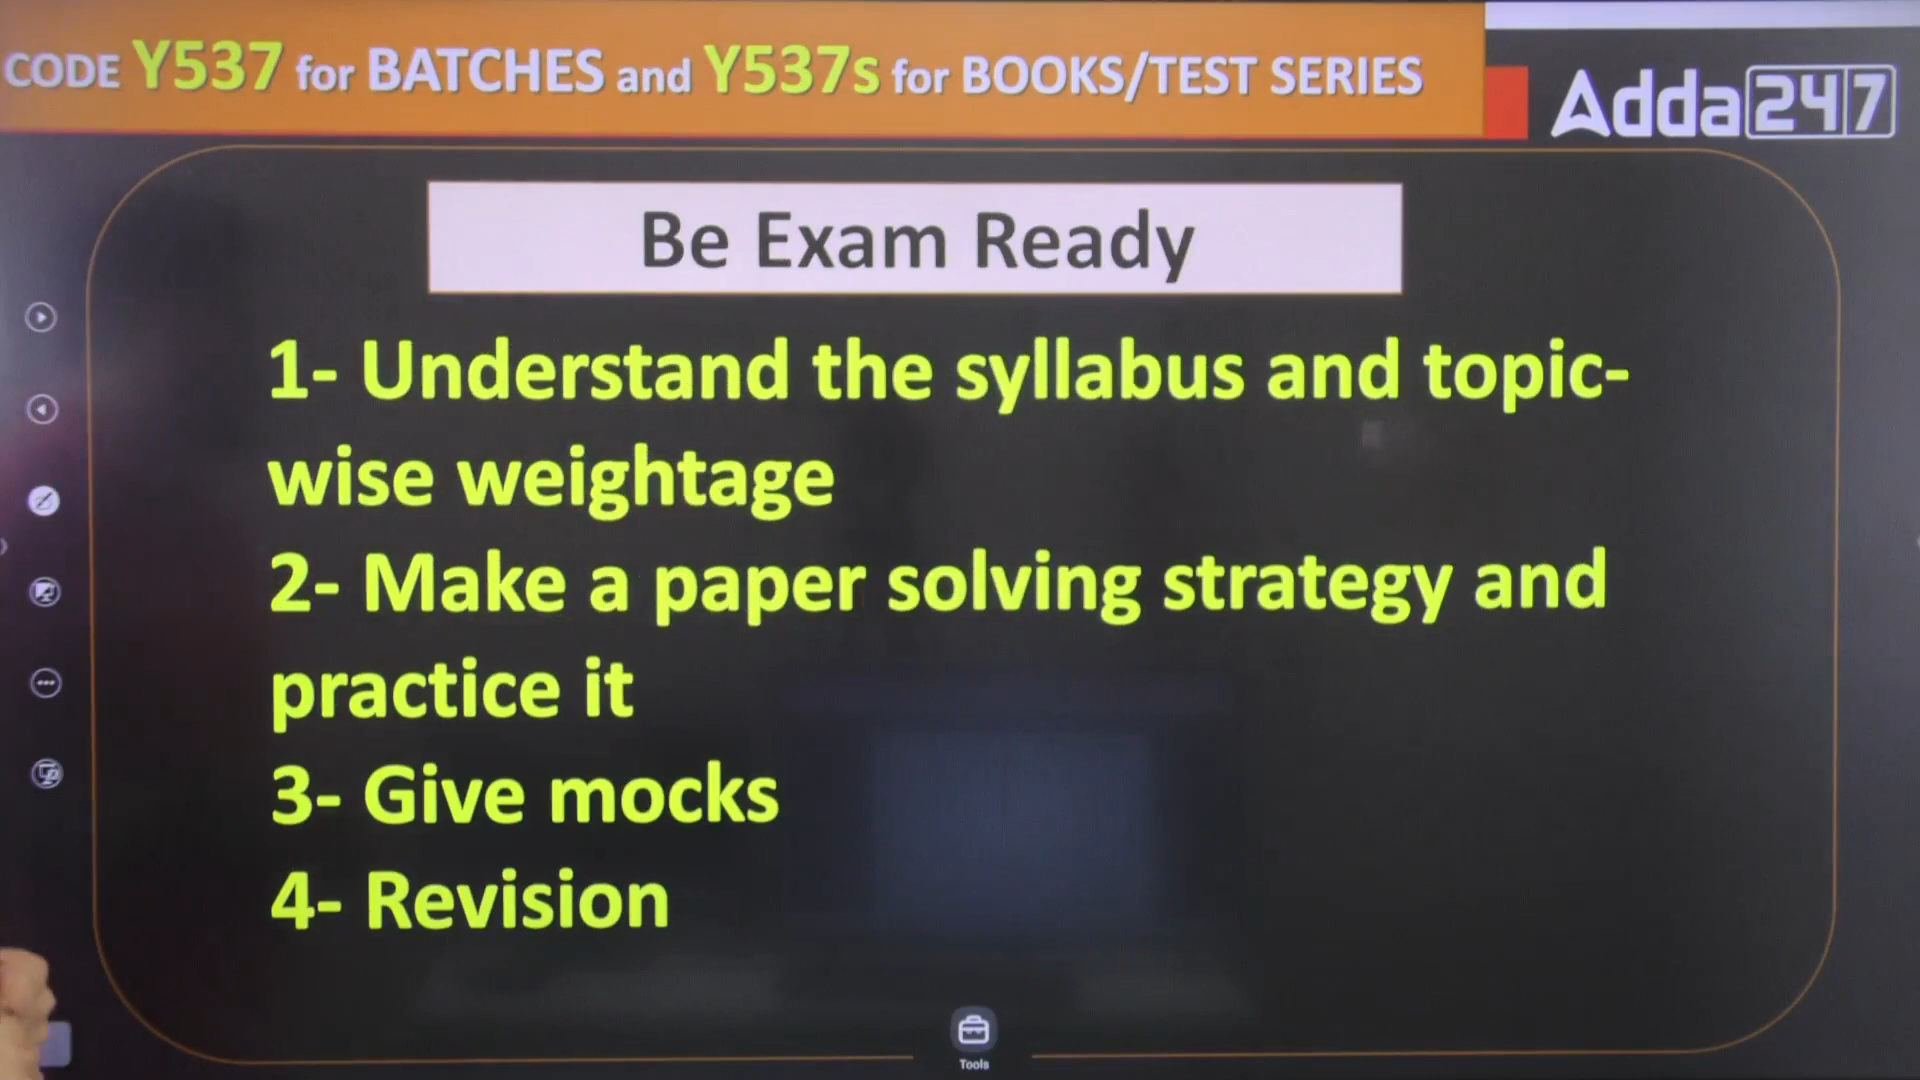 CODE Y537 for BATCHES and Y537s for BOOKS/TEST SERIES
Adda247
Be Exam Ready
1- Understand the syllabus and topic-
wise weightage
2- Make a paper solving strategy and
practice it
3- Give mocks
4- Revision
Tools